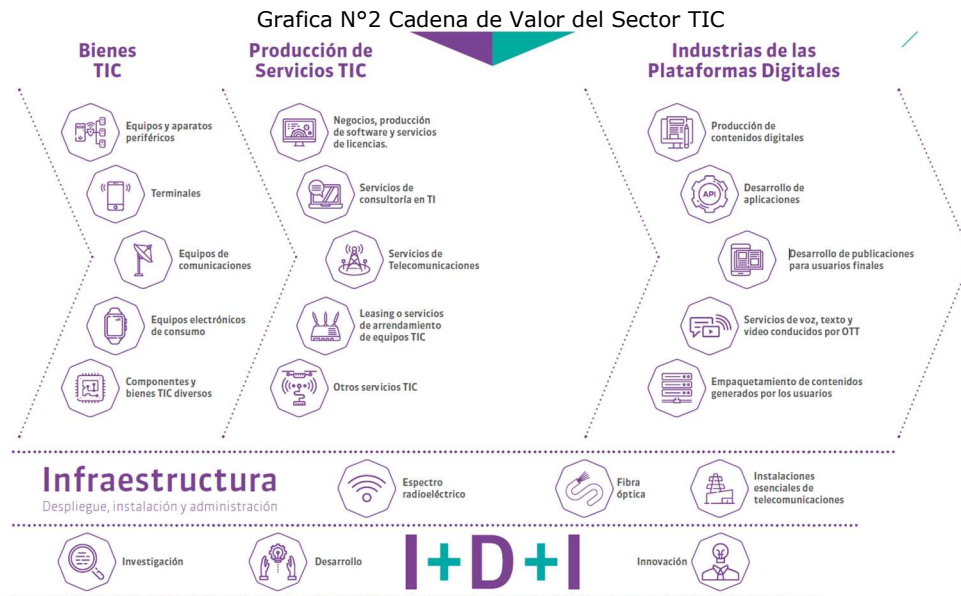 Grafica N°2 Cadena de Valor del Sector TIC
Bienes
TIC
Equipos y aparatos
periféricos
Terminales
Equipos de
comunicaciones
Equipos electrónicos
de consumo
Componentes y
bienes TIC diversos
Producción de
Servicios TIC
Negocios, producción
de software y servicios
de licencias.
Servicios de
consultoría en TI
Servicios de
Telecomunicaciones
Leasing o servicios
de arrendamiento
de equipos TIC
Otros servicios TIC
Industrias de las
Plataformas Digitales
Producción de
contenidos digitales
API
Desarrollo de
aplicaciones
Desarrollo de publicaciones
para usuarios finales
Servicios de voz, texto y
video conducidos por OTT
Empaquetamiento de contenidos
generados por los usuarios
Infraestructura
Despliegue, instalación y administración
Espectro
radioeléctrico
Fibra
óptica
Instalaciones
esenciales de
telecomunicaciones
Investigación
Desarrollo
I+D+I
Innovación